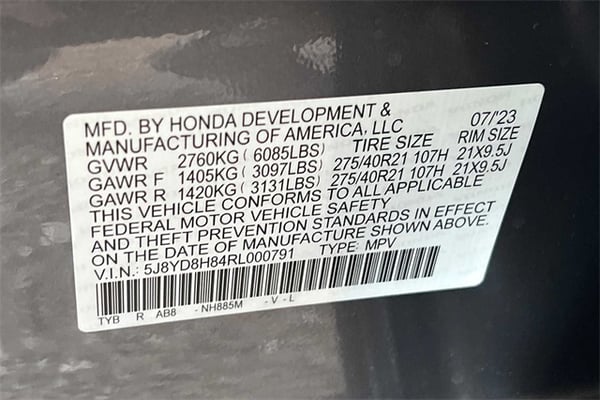 MFD. BY HONDA DEVELOPMENT & 07/'23
MANUFACTURING OF AMERICA, LLC
GVWR 2760KG (6085LBS) TIRE SIZE RIM SIZE
GAWR F 1405KG (3097LBS) 275/40R21 107H 21X9.5J
GAWR R 1420KG (3131LBS) 275/40R21 107H 21X9.5J
THIS VEHICLE CONFORMS TO ALL APPLICABLE
FEDERAL MOTOR VEHICLE SAFETY
AND THEFT PREVENTION STANDARDS IN EFFECT
ON THE DATE OF MANUFACTURE SHOWN ABOVE.
V.I.N.: 5J8YD8H84RL000791 TYPE: MPV
TYB R AB8 - NH885M - V - L